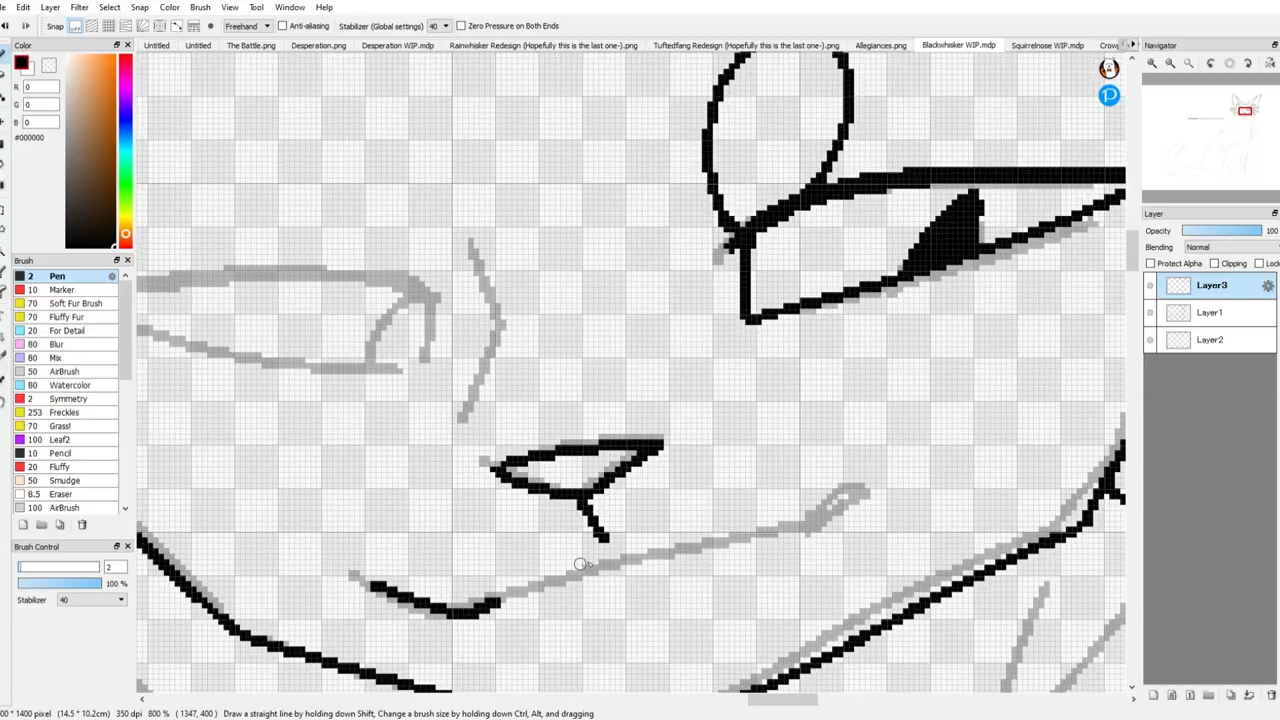 Edit Layer Filter Select Snap Color Brush View Tool Window Help
Snap off Freehand Anti-aliasing Stabilizer (Global settings) 40 Zero Pressure on Both Ends
Untitled Untitled The Battle.png Desperation.png Desperation WIP.mdp Rainwhisker Redesign (Hopefully this is the last one-).png Tuftedfang Redesign (Hopefully this is the last one-).png Allegiances.png Blackwhisker WIP.mdp Squirrelnose WIP.mdp Crow
Color
R 0
G 0
B 0
#000000
Brush
2 Pen
10 Marker
70 Soft Fur Brush
70 Fluffy Fur
20 For Detail
80 Blur
80 Mix
50 AirBrush
80 Watercolor
2 Symmetry
253 Freckles
70 Grass!
100 Leaf2
10 Pencil
20 Fluffy
50 Smudge
8.5 Eraser
100 AirBrush
Brush Control
2
100 %
Stabilizer 40
Navigator
Layer
Opacity 100
Blending Normal
Protect Alpha Clipping Lock
Layer3
Layer1
Layer2
00 * 1400 pixel (14.5 * 10.2cm) 350 dpi 800 % ( 1347, 400 ) Draw a straight line by holding down Shift, Change a brush size by holding down Ctrl, Alt, and dragging